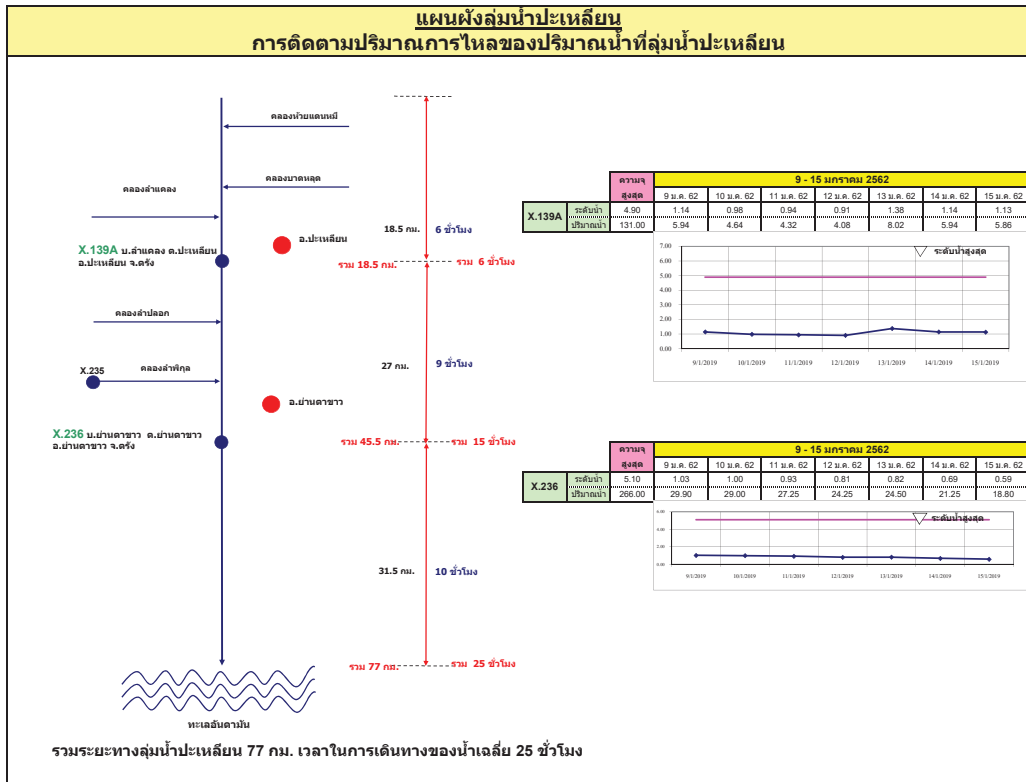 แผนผังลุ่มน้ำปะเหลียน
การติดตามปริมาณการไหลของปริมาณน้ำที่ลุ่มน้ำปะเหลียน
คลองห้วยแดนหมี
คลองบาดหลุด
คลองลำแคลง
18.5 กม. 6 ชั่วโมง
อ.ปะเหลียน
X.139A บ.ลำแคลง ต.ปะเหลียน
อ.ปะเหลียน จ.ตรัง
รวม 18.5 กม. รวม 6 ชั่วโมง
คลองลำปลอก
27 กม. 9 ชั่วโมง
X.235 คลองลำพิกุล
อ.ย่านตาขาว
X.236 บ.ย่านตาขาว ต.ย่านตาขาว
อ.ย่านตาขาว จ.ตรัง
รวม 45.5 กม. รวม 15 ชั่วโมง
31.5 กม. 10 ชั่วโมง
รวม 77 กม. รวม 25 ชั่วโมง
ทะเลอันดามัน
ความจุ 9 - 15 มกราคม 2562
สูงสุด 9 ม.ค. 62 10 ม.ค. 62 11 ม.ค. 62 12 ม.ค. 62 13 ม.ค. 62 14 ม.ค. 62 15 ม.ค. 62
X.139A
ระดับน้ำ 4.90 1.14 0.98 0.94 0.91 1.38 1.14 1.13
ปริมาณน้ำ 131.00 5.94 4.64 4.32 4.08 8.02 5.94 5.86
ระดับน้ำสูงสุด
7.00
6.00
5.00
4.00
3.00
2.00
1.00
0.00
9/1/2019 10/1/2019 11/1/2019 12/1/2019 13/1/2019 14/1/2019 15/1/2019
ความจุ 9 - 15 มกราคม 2562
สูงสุด 9 ม.ค. 62 10 ม.ค. 62 11 ม.ค. 62 12 ม.ค. 62 13 ม.ค. 62 14 ม.ค. 62 15 ม.ค. 62
X.236
ระดับน้ำ 5.10 1.03 1.00 0.93 0.81 0.82 0.69 0.59
ปริมาณน้ำ 266.00 29.90 29.00 27.25 24.25 24.50 21.25 18.80
ระดับน้ำสูงสุด
6.00
4.00
2.00
0.00
9/1/2019 10/1/2019 11/1/2019 12/1/2019 13/1/2019 14/1/2019 15/1/2019
รวมระยะทางลุ่มน้ำปะเหลียน 77 กม. เวลาในการเดินทางของน้ำเฉลี่ย 25 ชั่วโมง